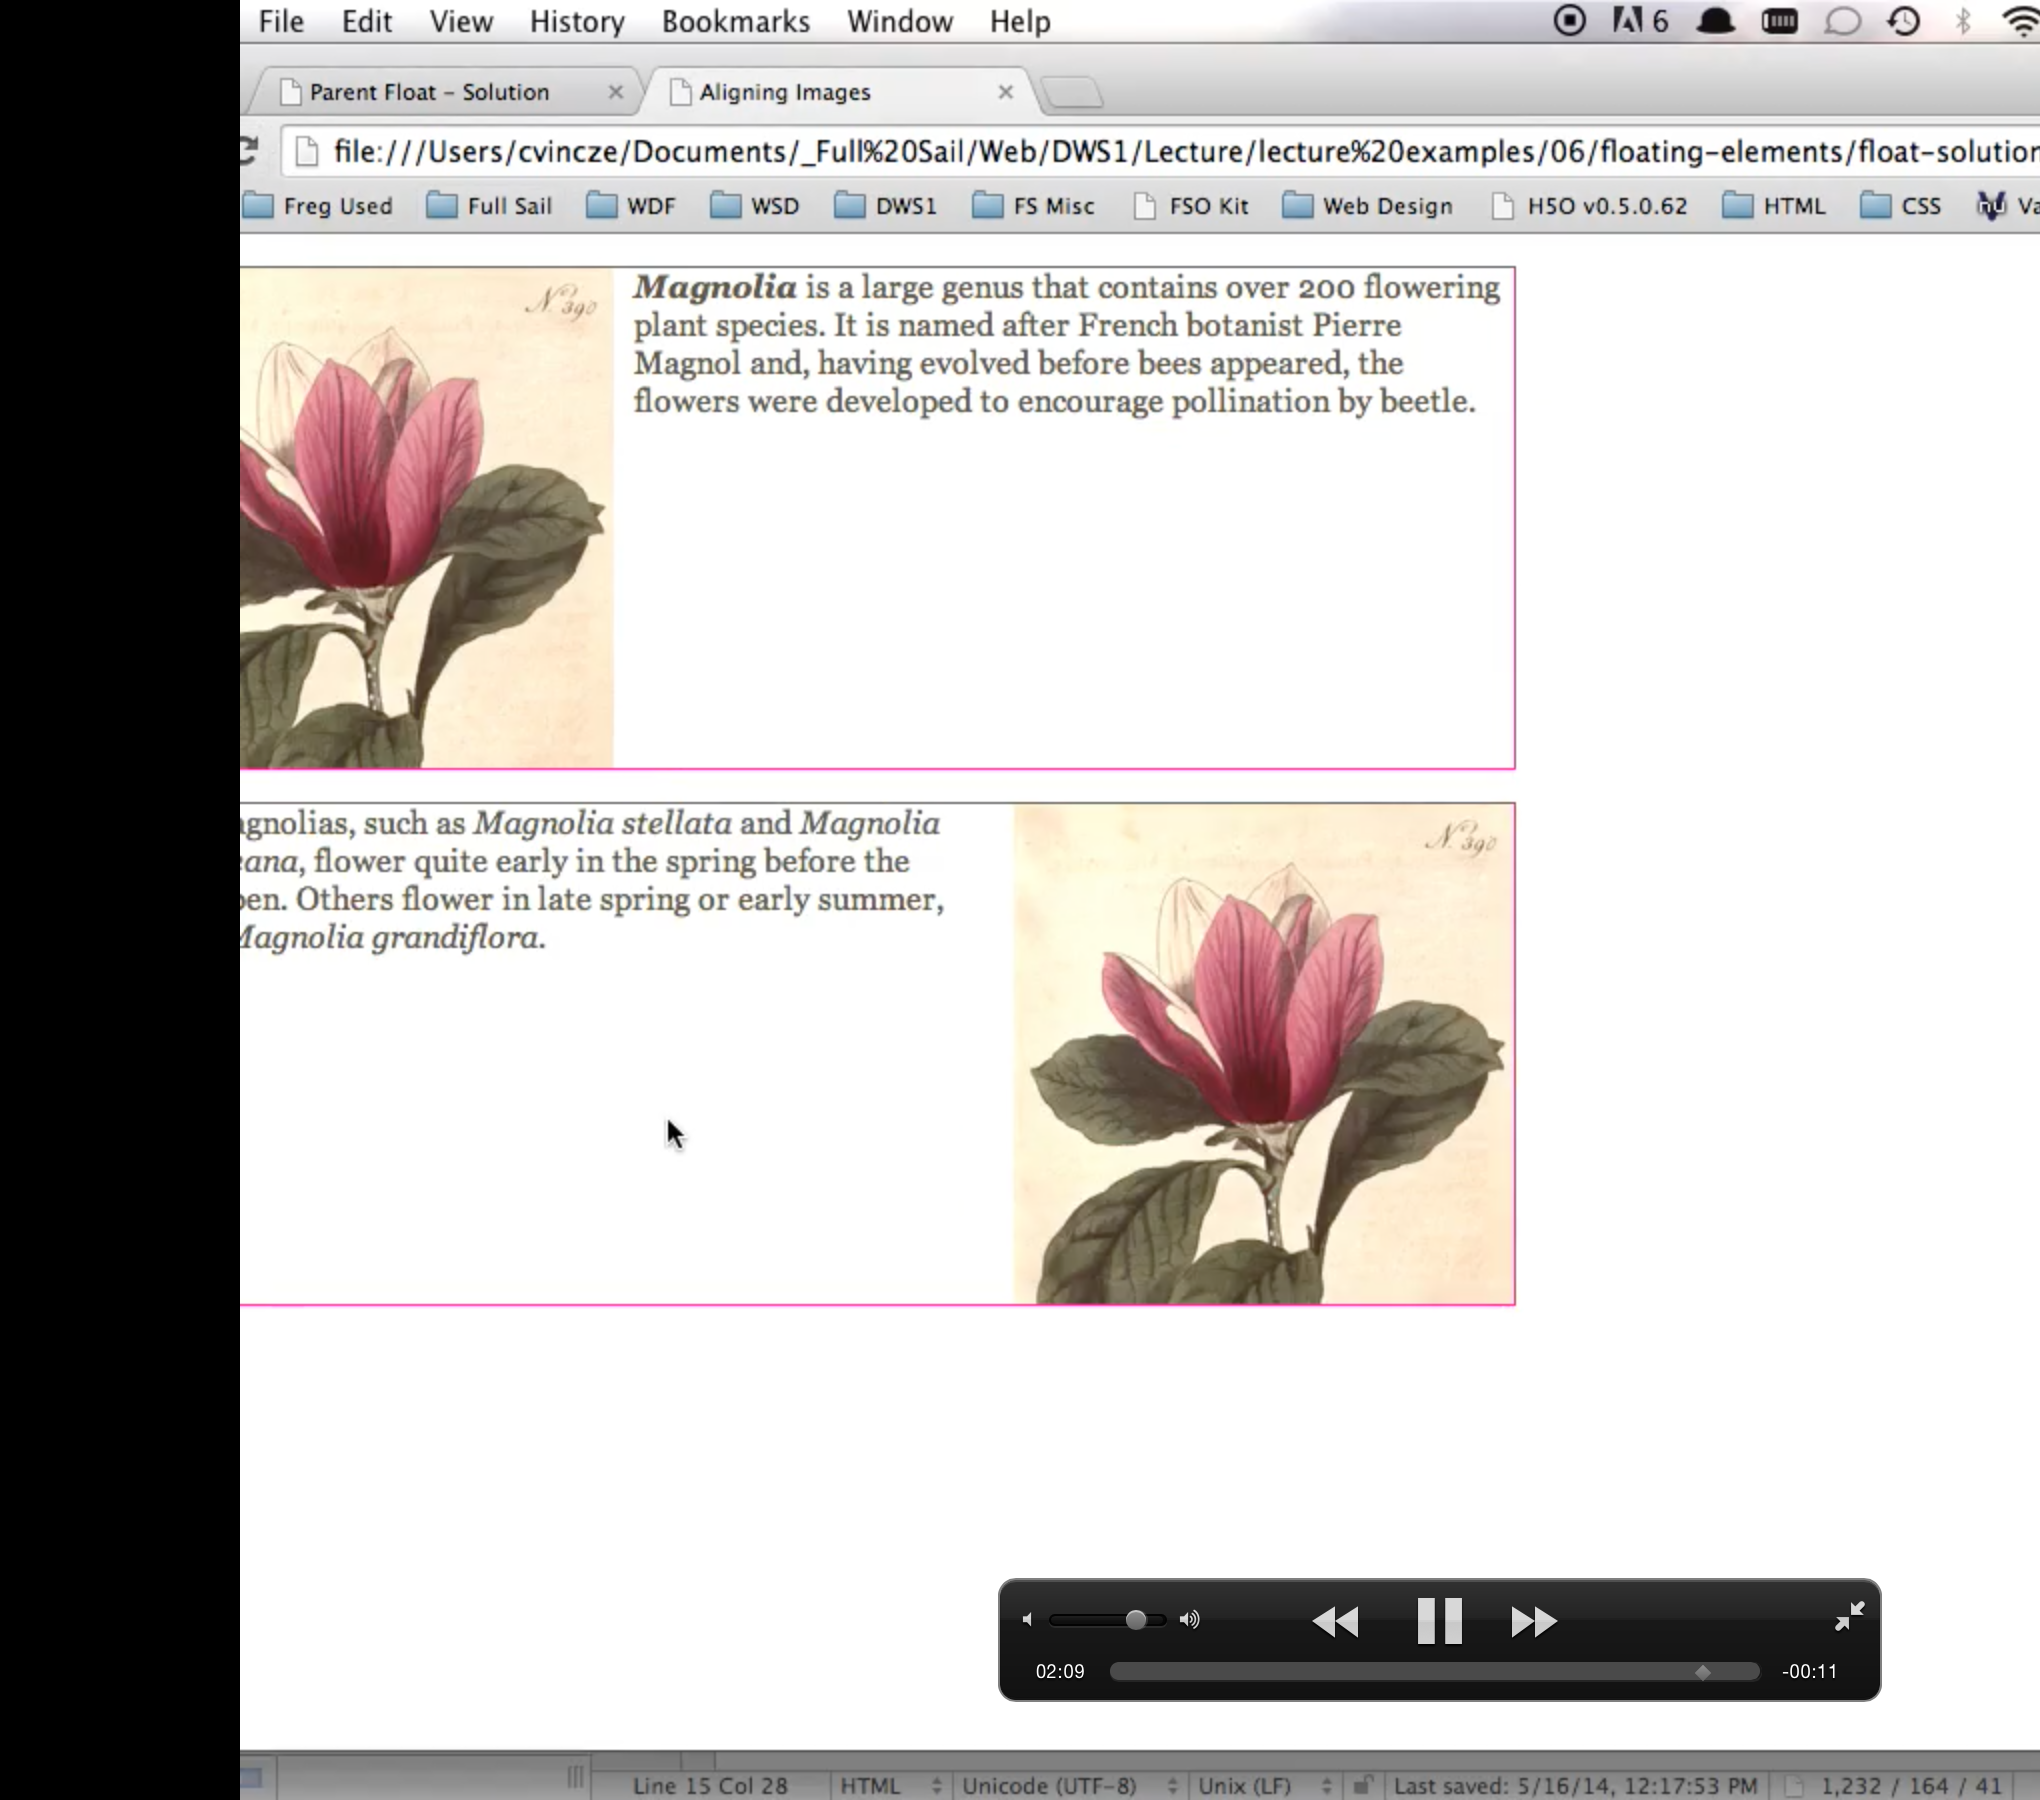 File Edit View History Bookmarks Window Help 6
Parent Float – Solution Aligning Images
file:///Users/cvincze/Documents/_Full%20Sail/Web/DWS1/Lecture/lecture%20examples/06/floating-elements/float-solution
Freg Used Full Sail WDF WSD DWS1 FS Misc FSO Kit Web Design H5O v0.5.0.62 HTML CSS Va
N. 390
Magnolia is a large genus that contains over 200 flowering
plant species. It is named after French botanist Pierre
Magnol and, having evolved before bees appeared, the
flowers were developed to encourage pollination by beetle.
gnolias, such as Magnolia stellata and Magnolia
ana, flower quite early in the spring before the
en. Others flower in late spring or early summer,
Magnolia grandiflora.
N. 390
02:09 -00:11
Line 15 Col 28 HTML Unicode (UTF-8) Unix (LF) Last saved: 5/16/14, 12:17:53 PM 1,232 / 164 / 41